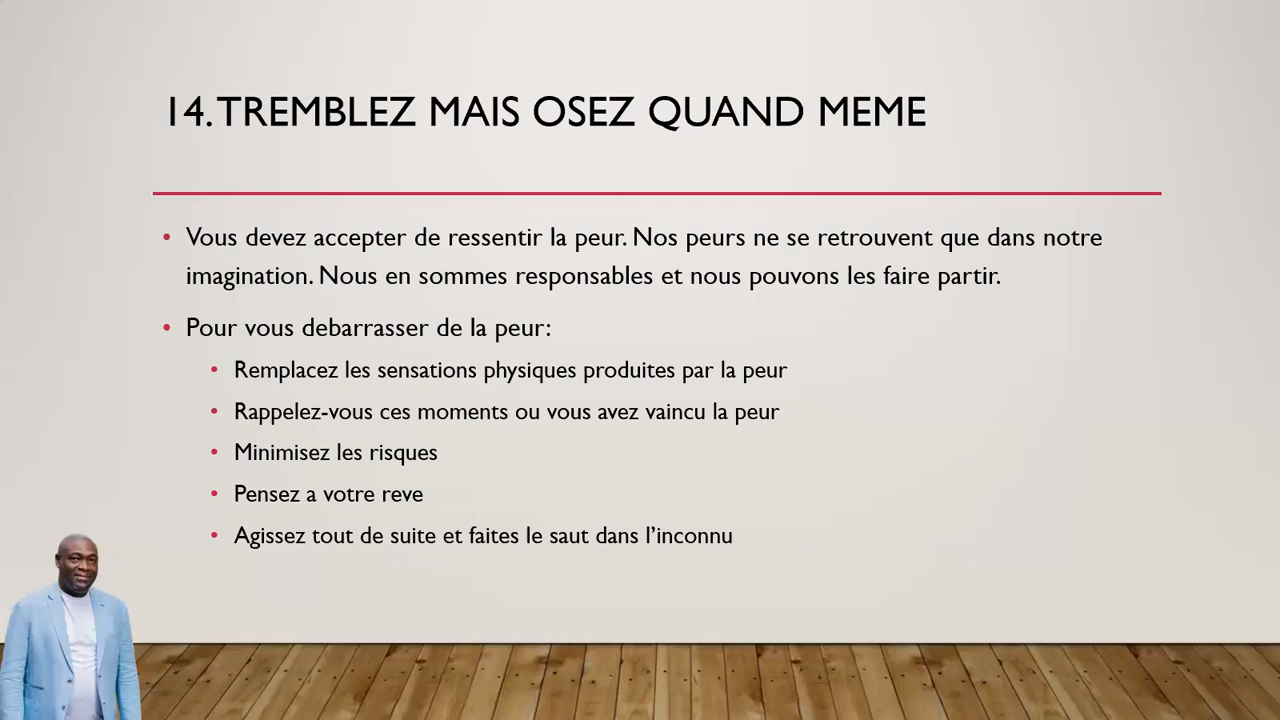 14. TREMBLEZ MAIS OSEZ QUAND MEME
• Vous devez accepter de ressentir la peur. Nos peurs ne se retrouvent que dans notre
imagination. Nous en sommes responsables et nous pouvons les faire partir.
• Pour vous debarrasser de la peur:
• Remplacez les sensations physiques produites par la peur
• Rappelez-vous ces moments ou vous avez vaincu la peur
• Minimisez les risques
• Pensez a votre reve
• Agissez tout de suite et faites le saut dans l’inconnu